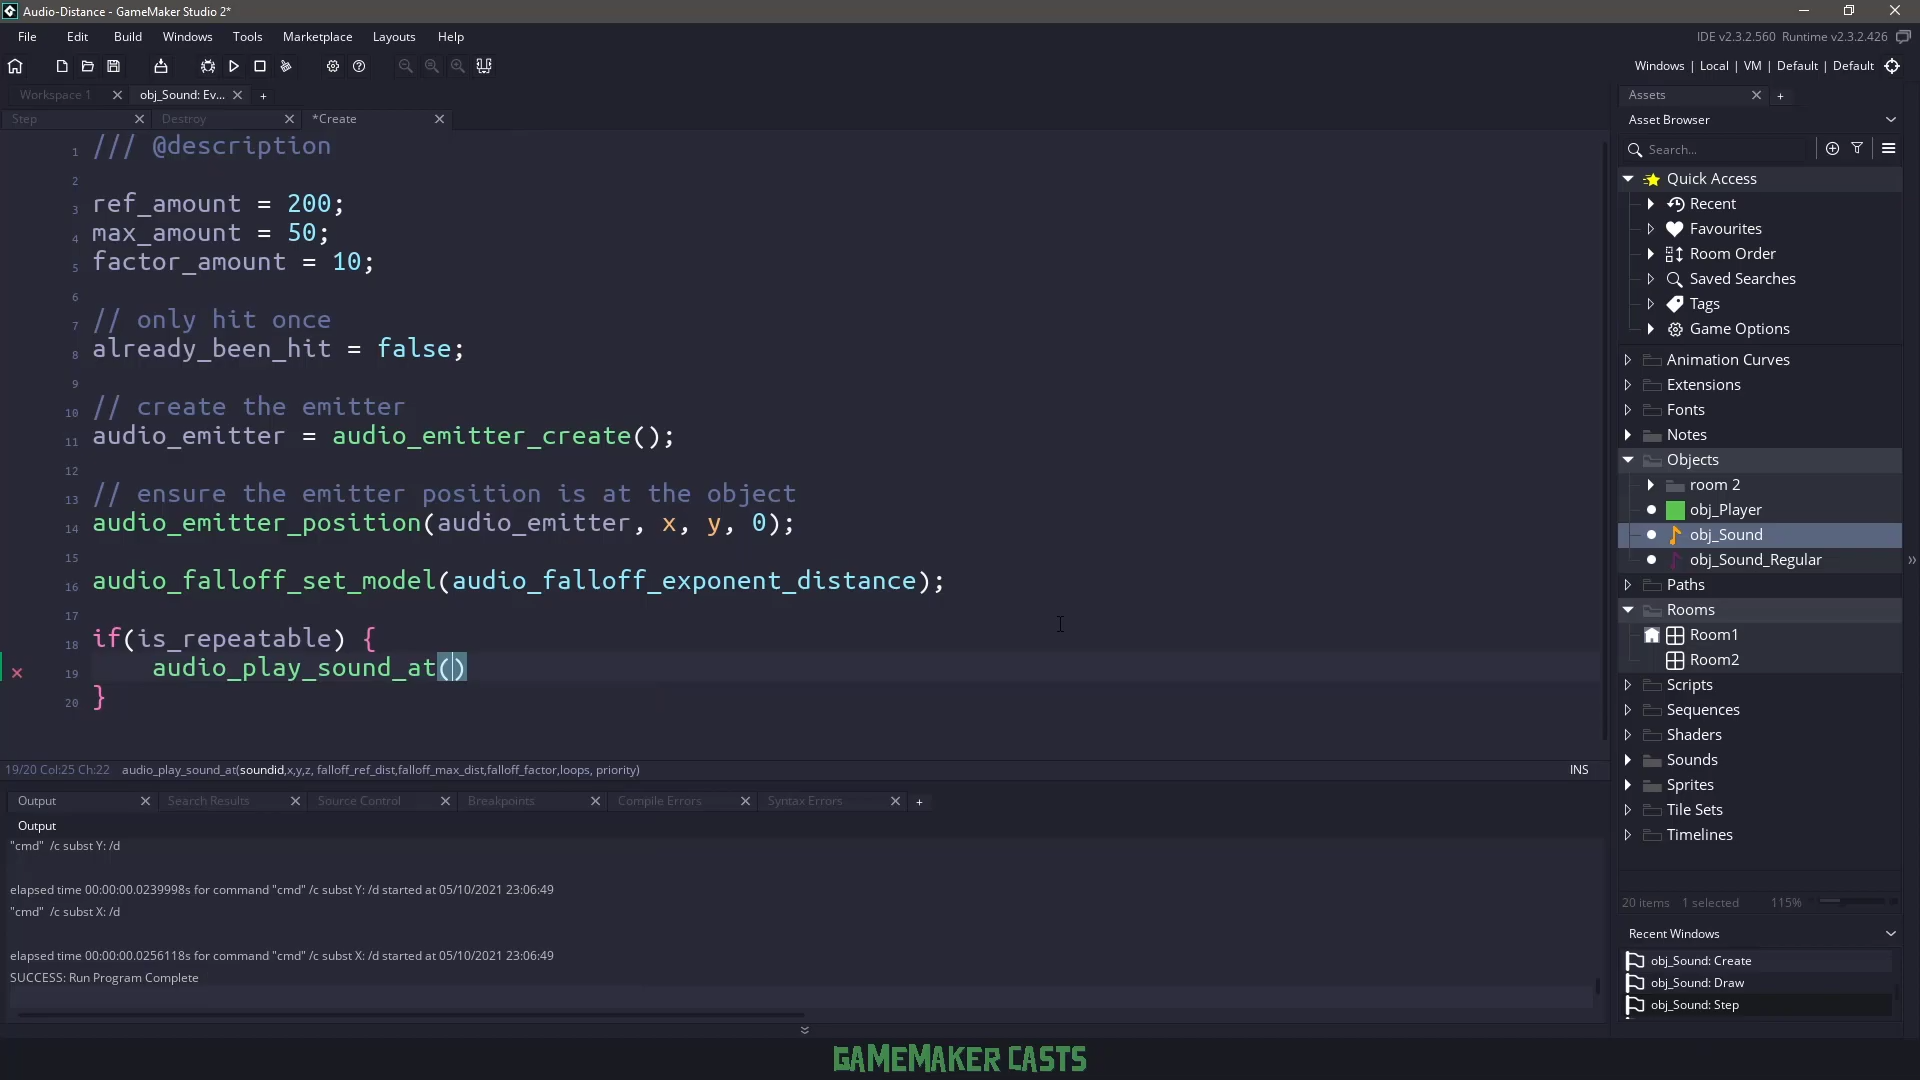 Audio-Distance - GameMaker Studio 2*
File Edit Build Windows Tools Marketplace Layouts Help
IDE v2.3.2.560 Runtime v2.3.2.426
Windows | Local | VM | Default | Default
Workspace 1
obj_Sound: Ev...
Step
Destroy
*Create
1 /// @description
2
3 ref_amount = 200;
4 max_amount = 50;
5 factor_amount = 10;
6
7 // only hit once
8 already_been_hit = false;
9
10 // create the emitter
11 audio_emitter = audio_emitter_create();
12
13 // ensure the emitter position is at the object
14 audio_emitter_position(audio_emitter, x, y, 0);
15
16 audio_falloff_set_model(audio_falloff_exponent_distance);
17
18 if(is_repeatable) {
19 audio_play_sound_at()
20 }
19/20 Col:25 Ch:22 audio_play_sound_at(soundid,x,y,z, falloff_ref_dist,falloff_max_dist,falloff_factor,loops, priority)
INS
Output
Search Results
Source Control
Breakpoints
Compile Errors
Syntax Errors
Output
"cmd" /c subst Y: /d
elapsed time 00:00:00.0239998s for command "cmd" /c subst Y: /d started at 05/10/2021 23:06:49
"cmd" /c subst X: /d
elapsed time 00:00:00.0256118s for command "cmd" /c subst X: /d started at 05/10/2021 23:06:49
SUCCESS: Run Program Complete
Assets
Asset Browser
Search...
Quick Access
Recent
Favourites
Room Order
Saved Searches
Tags
Game Options
Animation Curves
Extensions
Fonts
Notes
Objects
room 2
obj_Player
obj_Sound
obj_Sound_Regular
Paths
Rooms
Room1
Room2
Scripts
Sequences
Shaders
Sounds
Sprites
Tile Sets
Timelines
20 items 1 selected 115%
Recent Windows
obj_Sound: Create
obj_Sound: Draw
obj_Sound: Step
GAMEMAKER CASTS